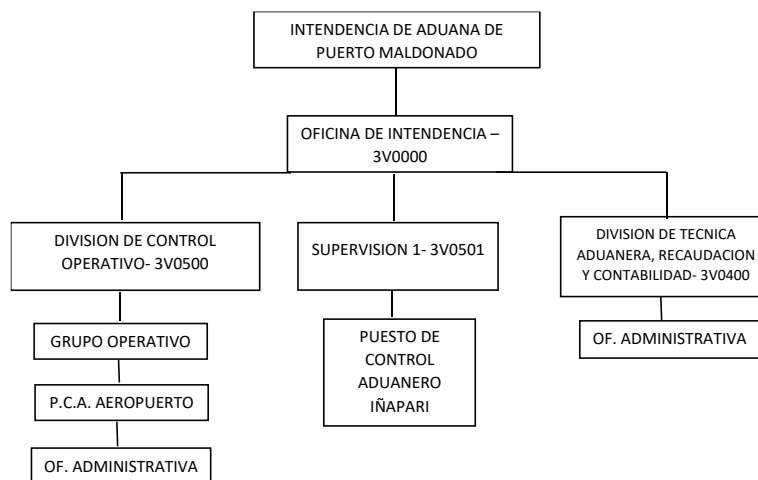 INTENDENCIA DE ADUANA DE
PUERTO MALDONADO
OFICINA DE INTENDENCIA –
3V0000
DIVISION DE CONTROL
OPERATIVO- 3V0500
SUPERVISION 1- 3V0501
DIVISION DE TECNICA
ADUANERA, RECAUDACION
Y CONTABILIDAD- 3V0400
GRUPO OPERATIVO
P.C.A. AEROPUERTO
OF. ADMINISTRATIVA
PUESTO DE
CONTROL
ADUANERO
IÑAPARI
OF. ADMINISTRATIVA